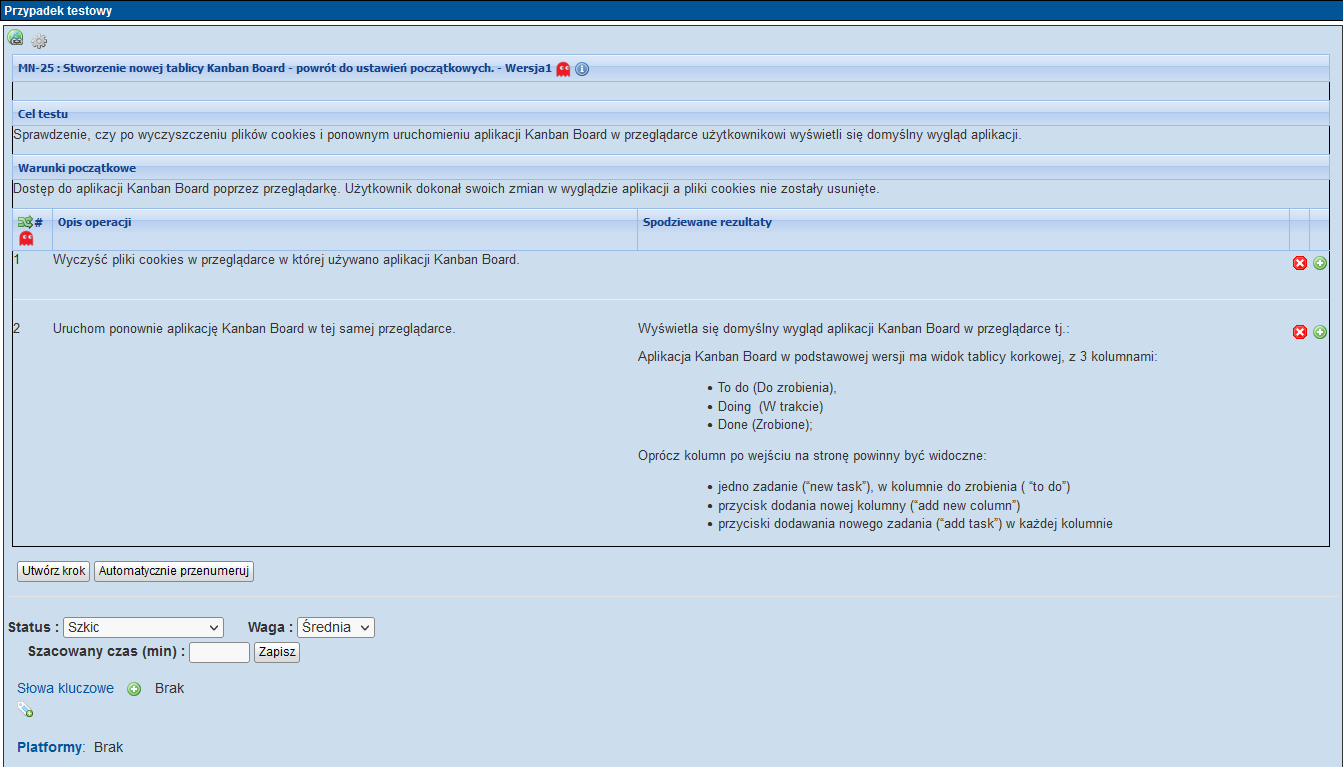 Przypadek testowy
MN-25 : Stworzenie nowej tablicy Kanban Board - powrót do ustawień początkowych. - Wersja1
Cel testu
Sprawdzenie, czy po wyczyszczeniu plików cookies i ponownym uruchomieniu aplikacji Kanban Board w przeglądarce użytkownikowi wyświetli się domyślny wygląd aplikacji.
Warunki początkowe
Dostęp do aplikacji Kanban Board poprzez przeglądarkę. Użytkownik dokonał swoich zmian w wyglądzie aplikacji a pliki cookies nie zostały usunięte.
# Opis operacji Spodziewane rezultaty
1 Wyczyść pliki cookies w przeglądarce w której używano aplikacji Kanban Board.
2 Uruchom ponownie aplikację Kanban Board w tej samej przeglądarce. Wyświetla się domyślny wygląd aplikacji Kanban Board w przeglądarce tj.:
Aplikacja Kanban Board w podstawowej wersji ma widok tablicy korkowej, z 3 kolumnami:
• To do (Do zrobienia),
• Doing (W trakcie)
• Done (Zrobione);
Oprócz kolumn po wejściu na stronę powinny być widoczne:
• jedno zadanie (“new task”), w kolumnie do zrobienia ( “to do”)
• przycisk dodania nowej kolumny (“add new column”)
• przyciski dodawania nowego zadania (“add task”) w każdej kolumnie
Utwórz krok Automatycznie przenumeruj
Status : Szkic Waga : Średnia
Szacowany czas (min) : Zapisz
Słowa kluczowe Brak
Platformy: Brak